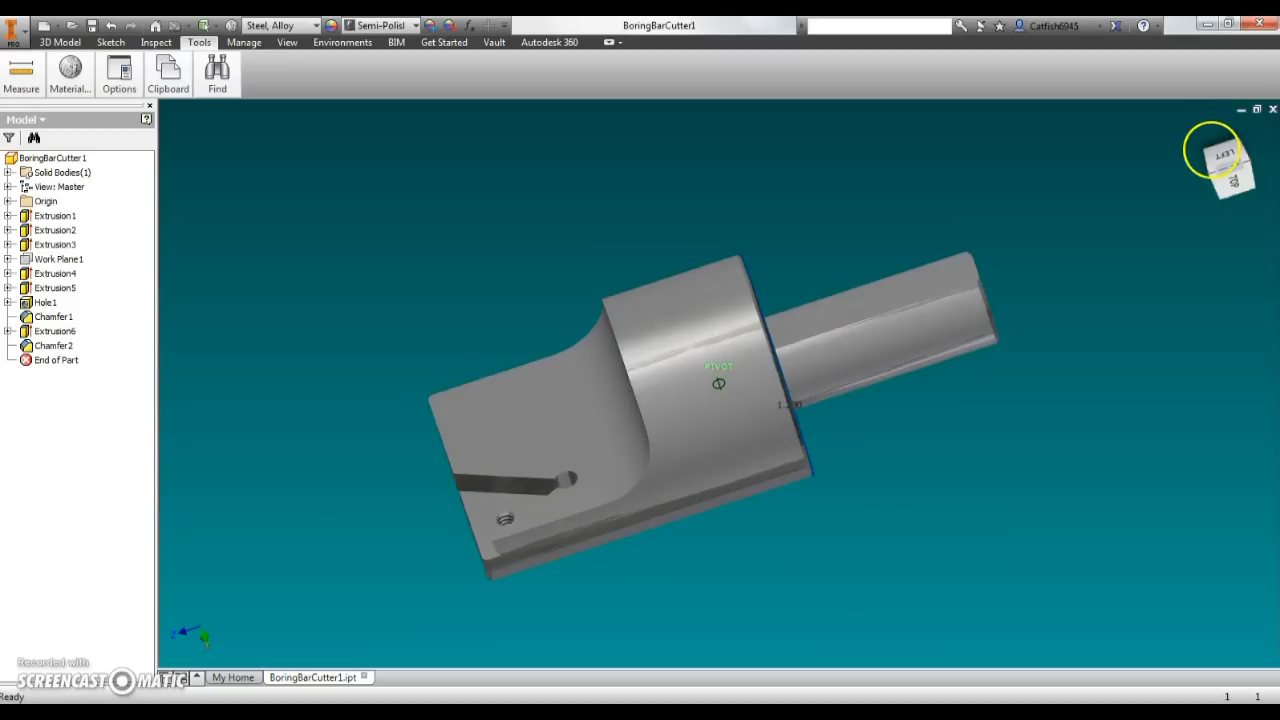 Steel, Alloy
Semi-Polisl
BoringBarCutter1
Catfish6945
PRO
3D Model
Sketch
Inspect
Tools
Manage
View
Environments
BIM
Get Started
Vault
Autodesk 360
Measure
Material...
Options
Clipboard
Find
Model
BoringBarCutter1
Solid Bodies(1)
View: Master
Origin
Extrusion1
Extrusion2
Extrusion3
Work Plane1
Extrusion4
Extrusion5
Hole1
Chamfer1
Extrusion6
Chamfer2
End of Part
LEFT
TOP
PIVOT
Z
Recorded with
SCREENCAST-O-MATIC
My Home
BoringBarCutter1.ipt
Ready
1 1